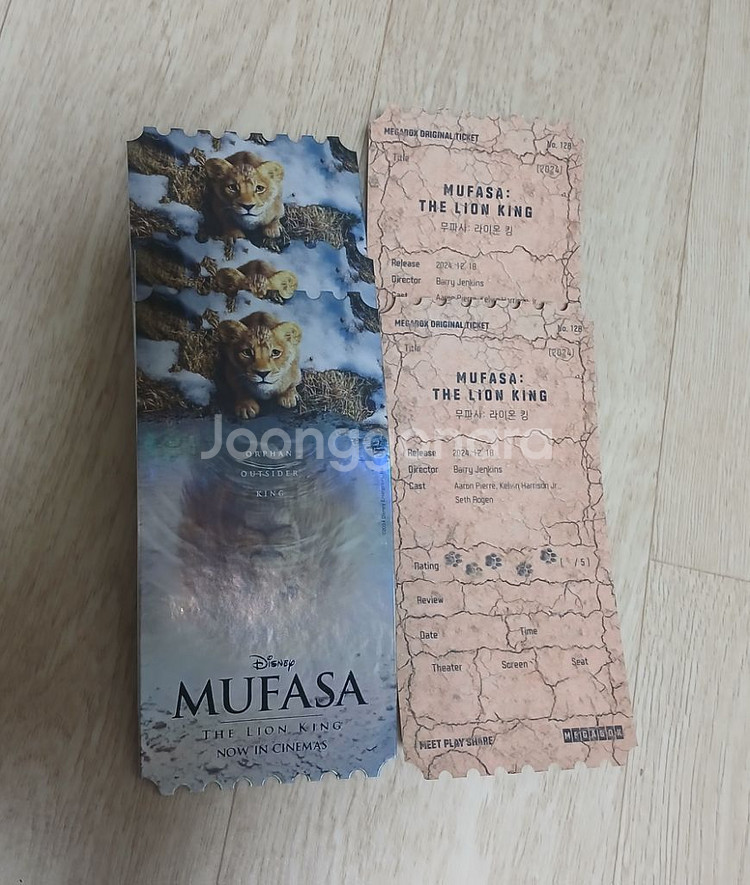 ORPHAN
OUTSIDER
KING
Disney
MUFASA
THE LION KING
NOW IN CINEMAS
MEGABOX ORIGINAL TICKET
No. 128
Title
(2024)
MUFASA:
THE LION KING
무파사: 라이온 킹
Release 2024. 12. 18
Director Barry Jenkins
Cast
MEGABOX ORIGINAL TICKET
No. 128
Title
(2024)
MUFASA:
THE LION KING
무파사: 라이온 킹
Release 2024. 12. 18
Director Barry Jenkins
Cast Aaron Pierre, Kelvin Harrison Jr.,
Seth Rogen
Rating ( / 5)
Review
Date Time
Theater Screen Seat
MEET PLAY SHARE
MEGABOX
Joonggonara